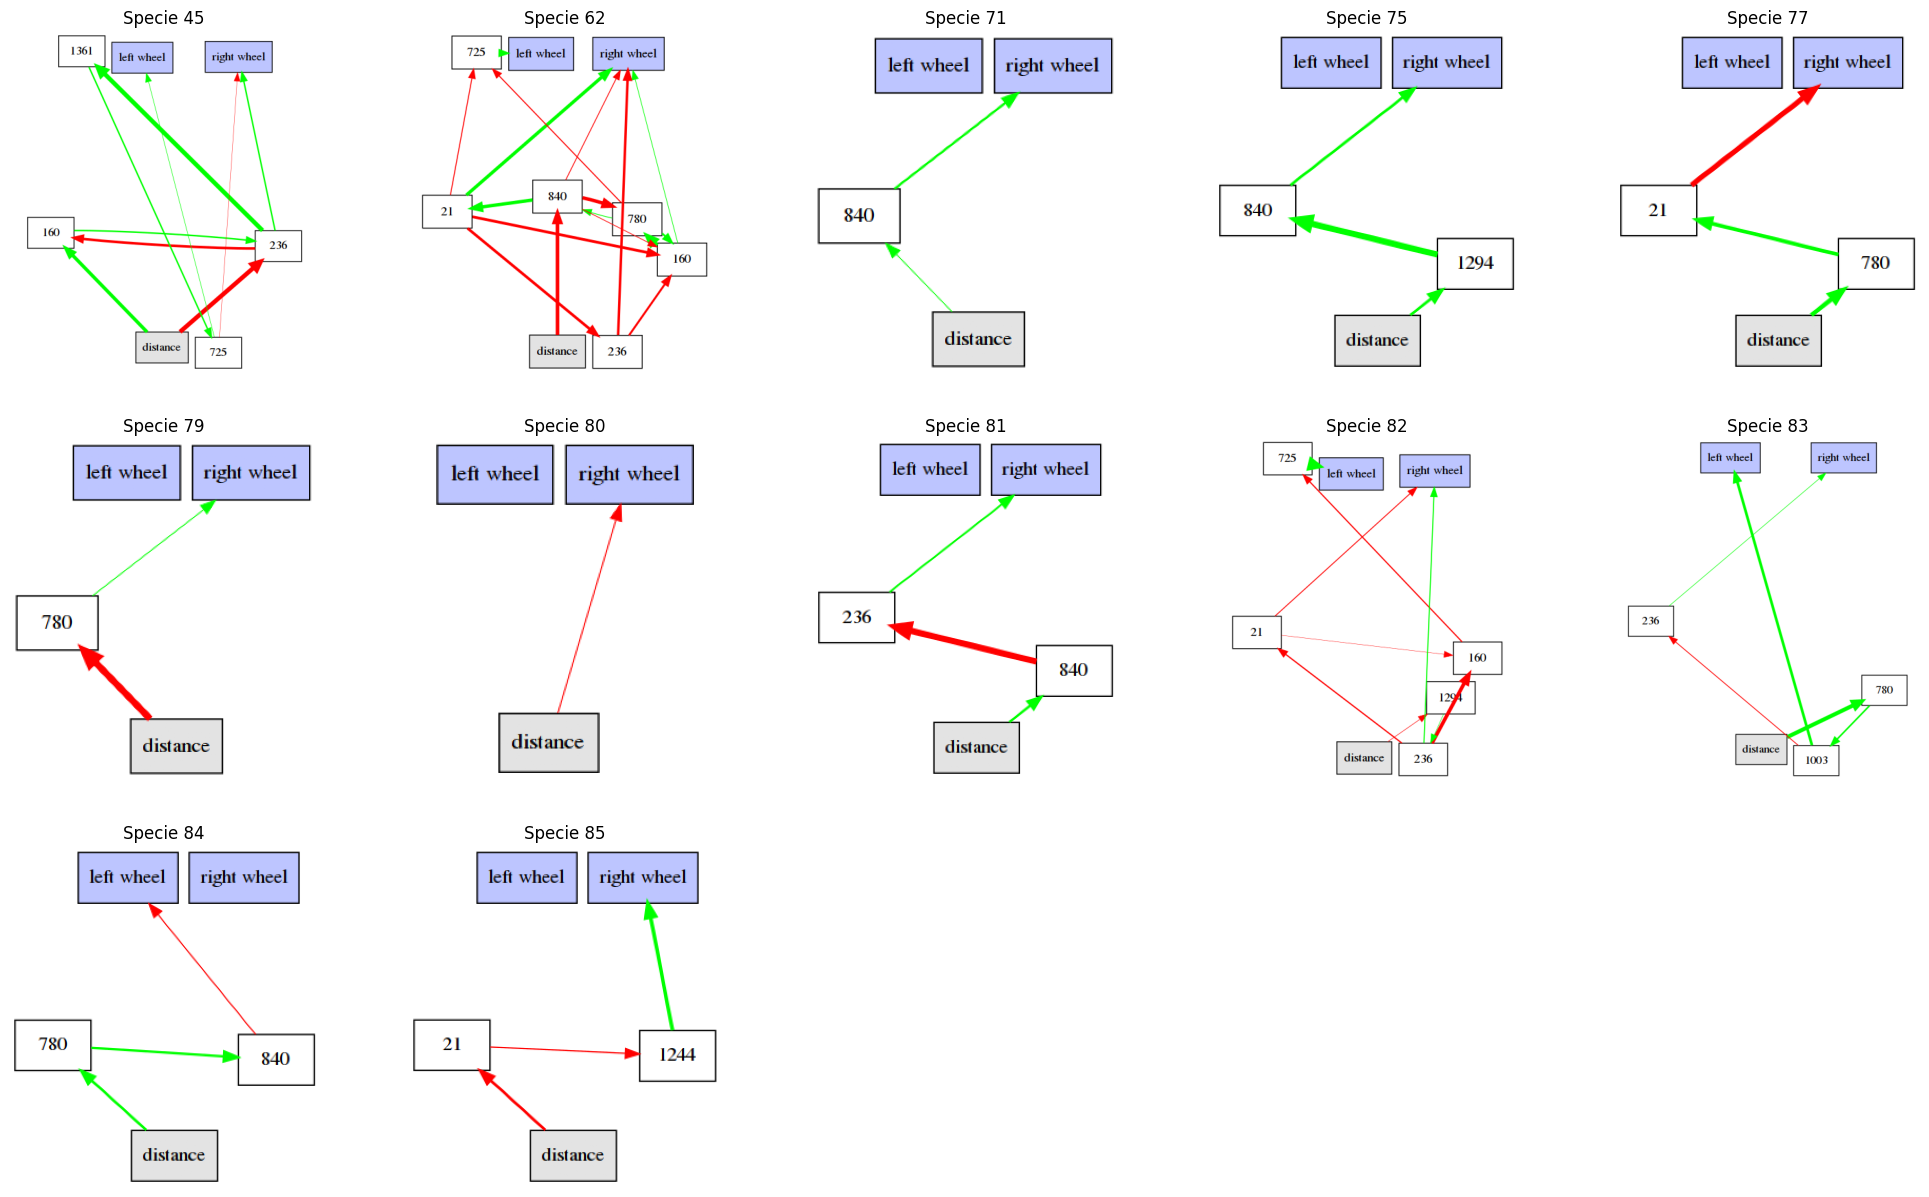 Specie 45
1361
left wheel
right wheel
160
236
distance
725
Specie 62
725
left wheel
right wheel
21
840
780
160
distance
236
Specie 71
left wheel
right wheel
840
distance
Specie 75
left wheel
right wheel
840
1294
distance
Specie 77
left wheel
right wheel
21
780
distance
Specie 79
left wheel
right wheel
780
distance
Specie 80
left wheel
right wheel
distance
Specie 81
left wheel
right wheel
236
840
distance
Specie 82
725
left wheel
right wheel
21
160
1294
distance
236
Specie 83
left wheel
right wheel
236
780
distance
1003
Specie 84
left wheel
right wheel
780
840
distance
Specie 85
left wheel
right wheel
21
1244
distance